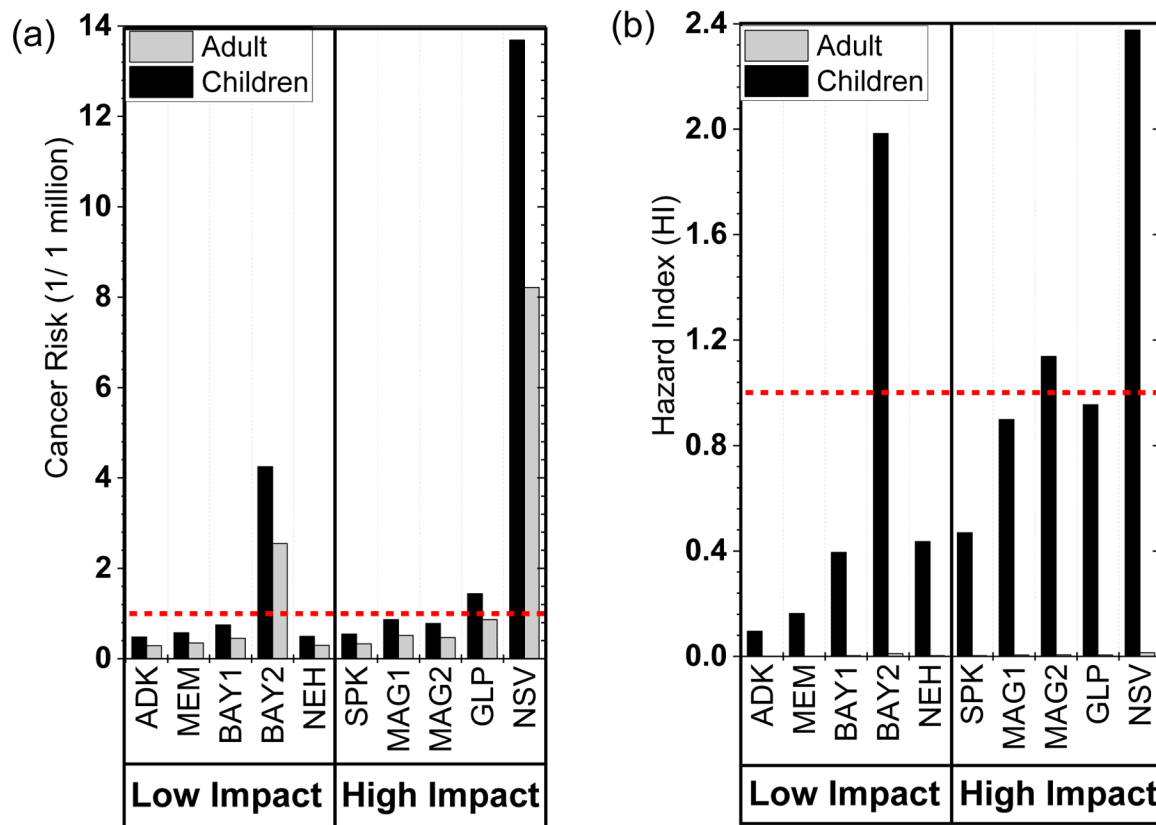 (a)
Adult
Children
Cancer Risk (1/ 1 million)
14
12
10
8
6
4
2
0
ADK
MEM
BAY1
BAY2
NEH
SPK
MAG1
MAG2
GLP
NSV
Low Impact
High Impact
(b)
Adult
Children
Hazard Index (HI)
2.4
2.0
1.6
1.2
0.8
0.4
0.0
ADK
MEM
BAY1
BAY2
NEH
SPK
MAG1
MAG2
GLP
NSV
Low Impact
High Impact